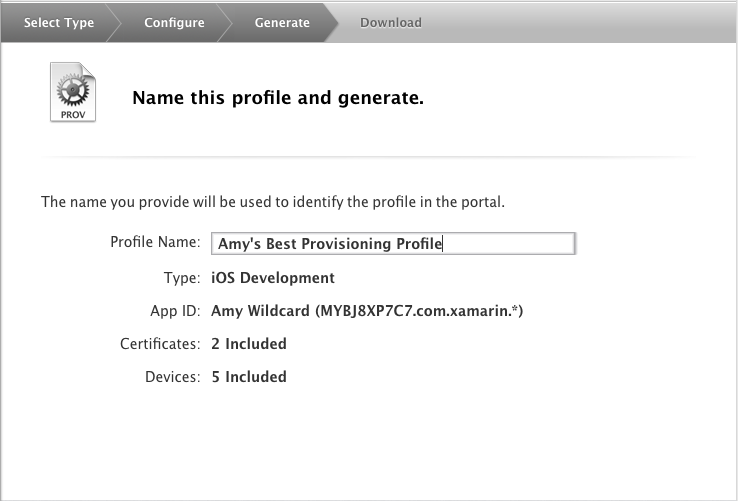 Select Type Configure Generate Download
PROV
Name this profile and generate.
The name you provide will be used to identify the profile in the portal.
Profile Name: Amy's Best Provisioning Profile
Type: iOS Development
App ID: Amy Wildcard (MYBJ8XP7C7.com.xamarin.*)
Certificates: 2 Included
Devices: 5 Included